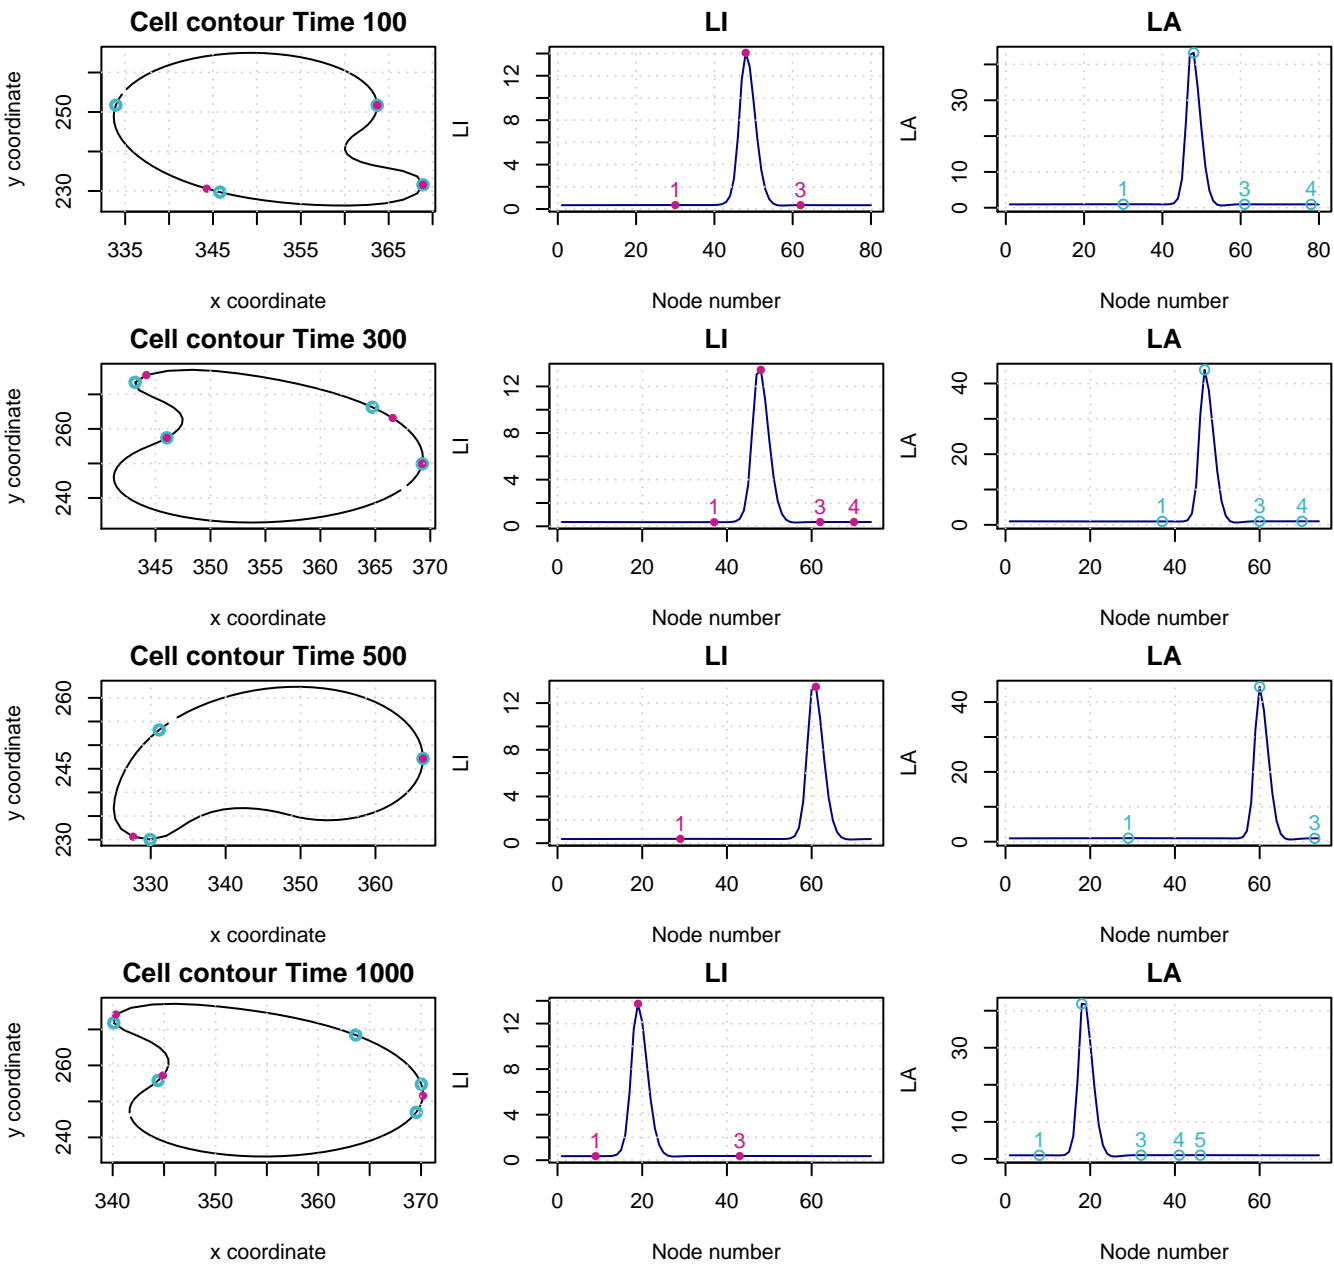 Cell contour Time 100
y coordinate
230 250
335 345 355 365
x coordinate
LI
LI
0 4 8 12
1 3
0 20 40 60 80
Node number
LA
LA
0 10 30
1 3 4
0 20 40 60 80
Node number
Cell contour Time 300
y coordinate
240 260
345 350 355 360 365 370
x coordinate
LI
LI
0 4 8 12
1 3 4
0 20 40 60
Node number
LA
LA
0 20 40
1 3 4
0 20 40 60
Node number
Cell contour Time 500
y coordinate
230 245 260
330 340 350 360
x coordinate
LI
LI
0 4 8 12
1
0 20 40 60
Node number
LA
LA
0 20 40
1 3
0 20 40 60
Node number
Cell contour Time 1000
y coordinate
240 260
340 350 360 370
x coordinate
LI
LI
0 4 8 12
1 3
0 20 40 60
Node number
LA
LA
0 10 30
1 3 4 5
0 20 40 60
Node number